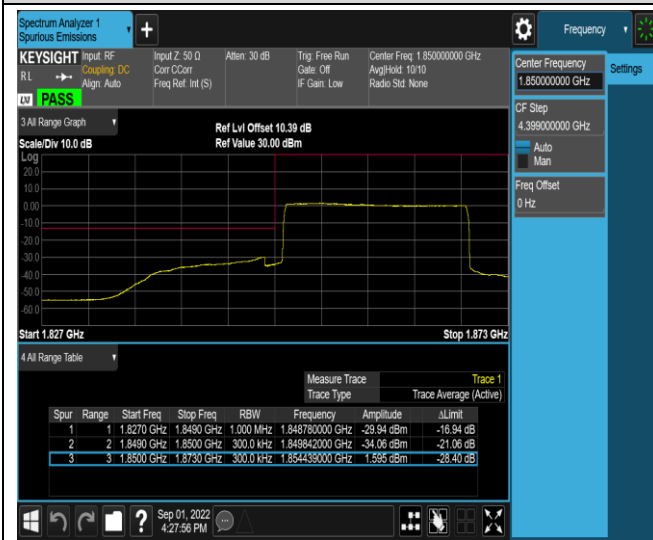 Spectrum Analyzer 1
Spurious Emissions
Frequency
KEYSIGHT
Input: RF
Coupling: DC
Align: Auto
Input Z: 50 Ω
Corr CCorr
Freq Ref: Int (S)
Atten: 30 dB
Trig: Free Run
Gate: Off
IF Gain: Low
Center Freq: 1.850000000 GHz
Avg|Hold: 10/10
Radio Std: None
R L
LXI PASS
Center Frequency
1.850000000 GHz
Settings
CF Step
4.399000000 GHz
Auto
Man
Freq Offset
0 Hz
3 All Range Graph
Ref Lvl Offset 10.39 dB
Scale/Div 10.0 dB
Ref Value 30.00 dBm
Log
20.0
10.0
0.00
-10.0
-20.0
-30.0
-40.0
-50.0
-60.0
Start 1.827 GHz
Stop 1.873 GHz
4 All Range Table
Measure Trace Trace 1
Trace Type Trace Average (Active)
Spur Range Start Freq Stop Freq RBW Frequency Amplitude ΔLimit
1 1 1.8270 GHz 1.8490 GHz 1.000 MHz 1.848780000 GHz -29.94 dBm -16.94 dB
2 2 1.8490 GHz 1.8500 GHz 300.0 kHz 1.849842000 GHz -34.06 dBm -21.06 dB
3 3 1.8500 GHz 1.8730 GHz 300.0 kHz 1.854439000 GHz 1.595 dBm -28.40 dB
Sep 01, 2022
4:27:56 PM